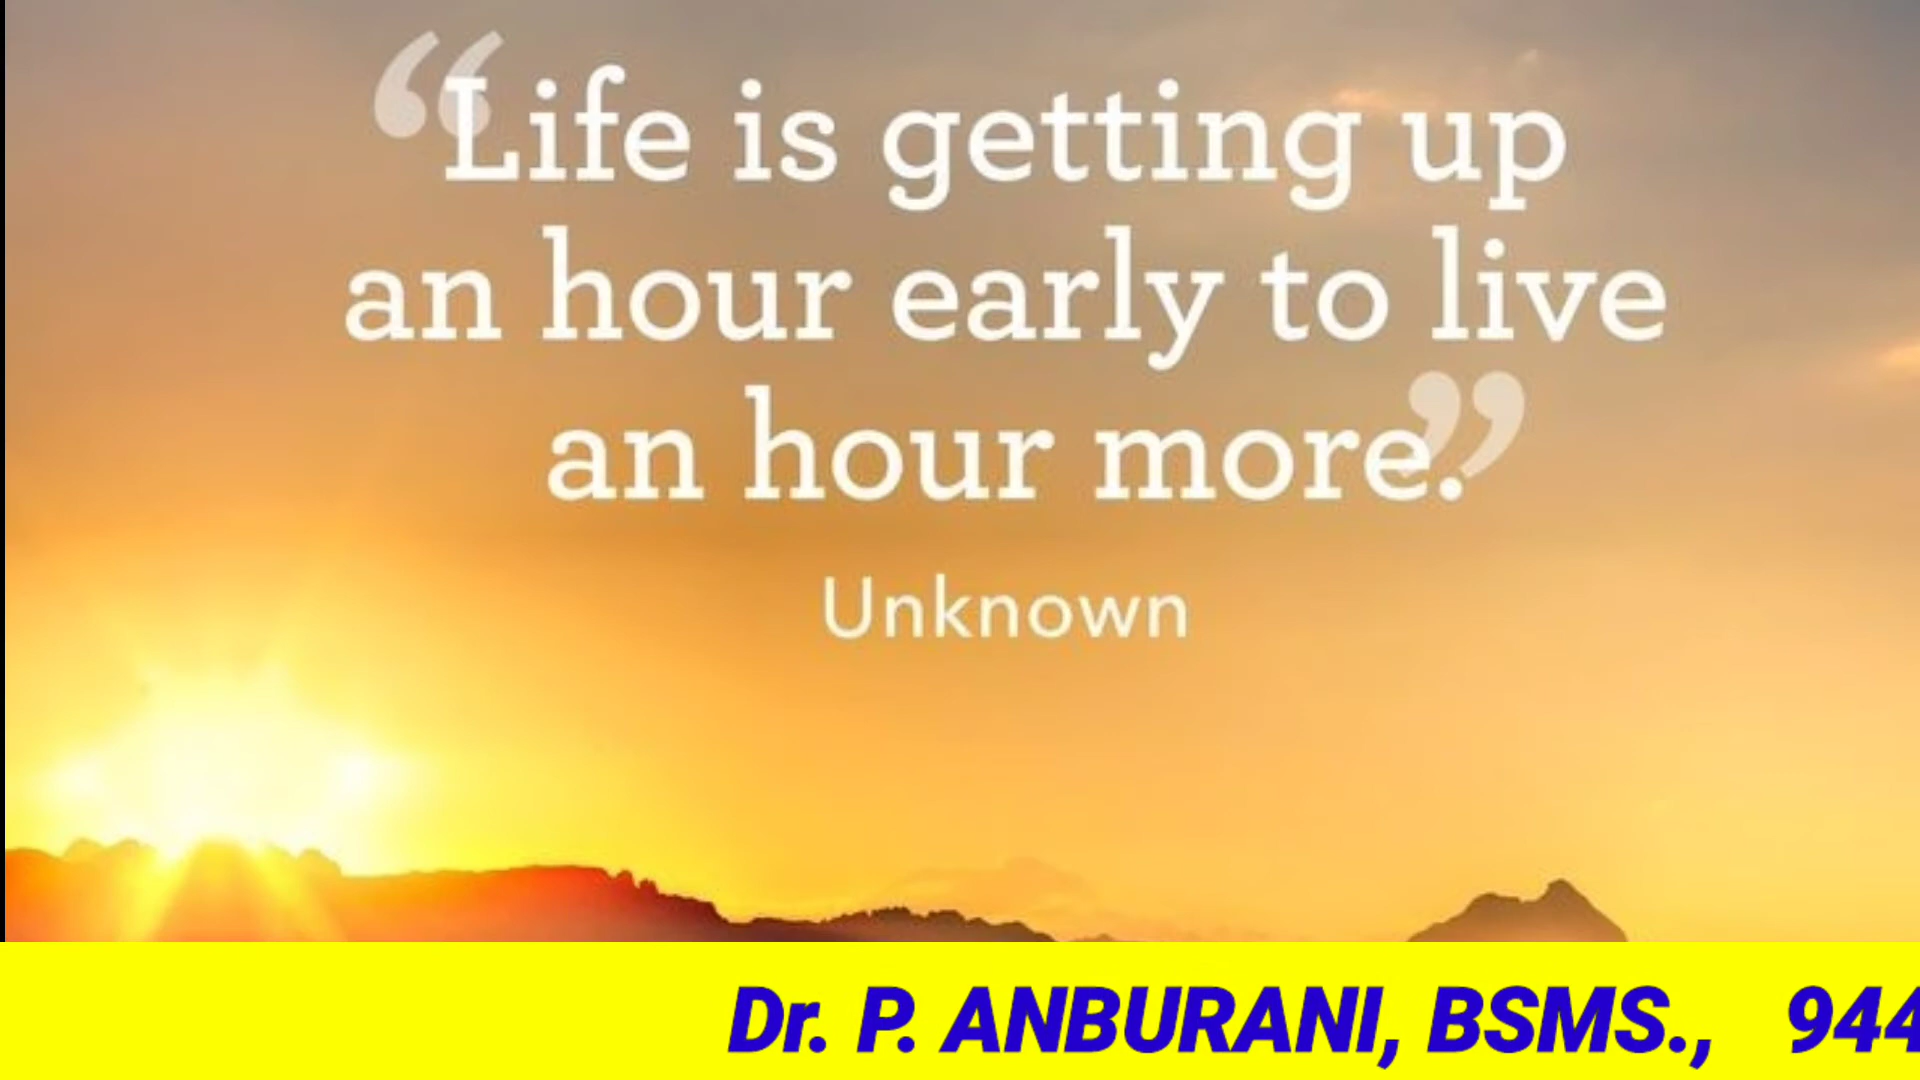 “Life is getting up
an hour early to live
an hour more.”
Unknown
Dr. P. ANBURANI, BSMS., 944